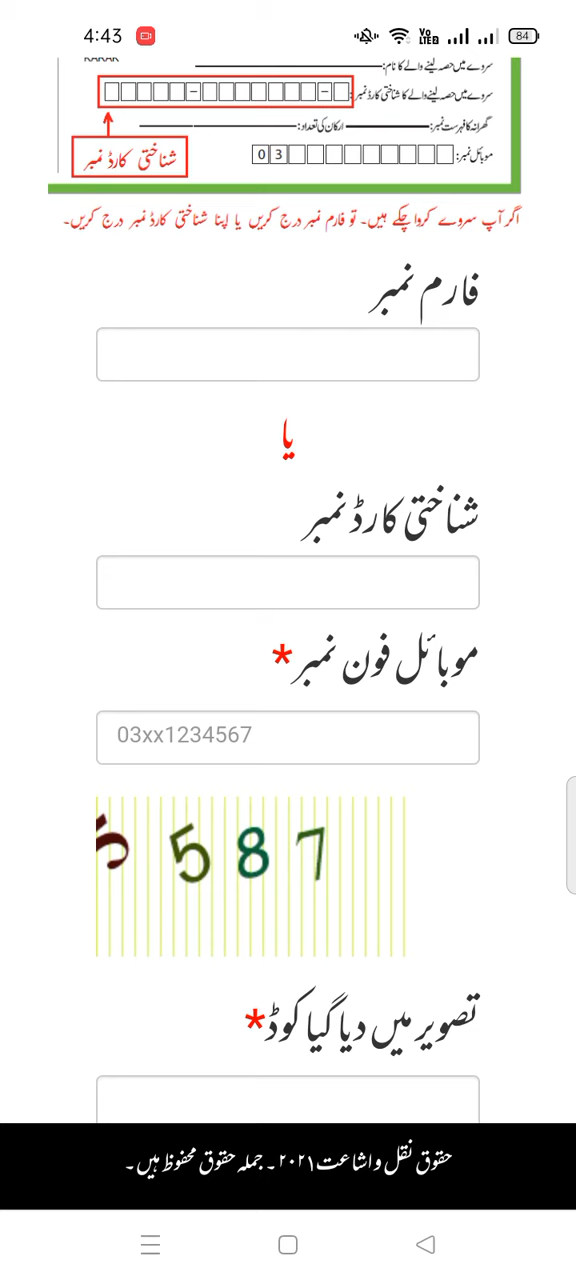 4:43
VoLTE2
84
KARAK
سروے میں حصہ لینے والے کا نام:
سروے میں حصہ لینے والے کا شناختی کارڈ نمبر:
گھرانہ کا فہرست نمبر: ارکان کی تعداد:
شناختی کارڈ نمبر
موبائل نمبر: 03
اگر آپ سروے کروا چکے ہیں۔ تو فارم نمبر درج کریں یا اپنا شناختی کارڈ نمبر درج کریں۔
فارم نمبر
یا
شناختی کارڈ نمبر
موبائل فون نمبر*
03xx1234567
5 8 7
تصویر میں دیا گیا کوڈ*
حقوق نقل و اشاعت ۲۰۲۱ ۔ جملہ حقوق محفوظ ہیں ۔